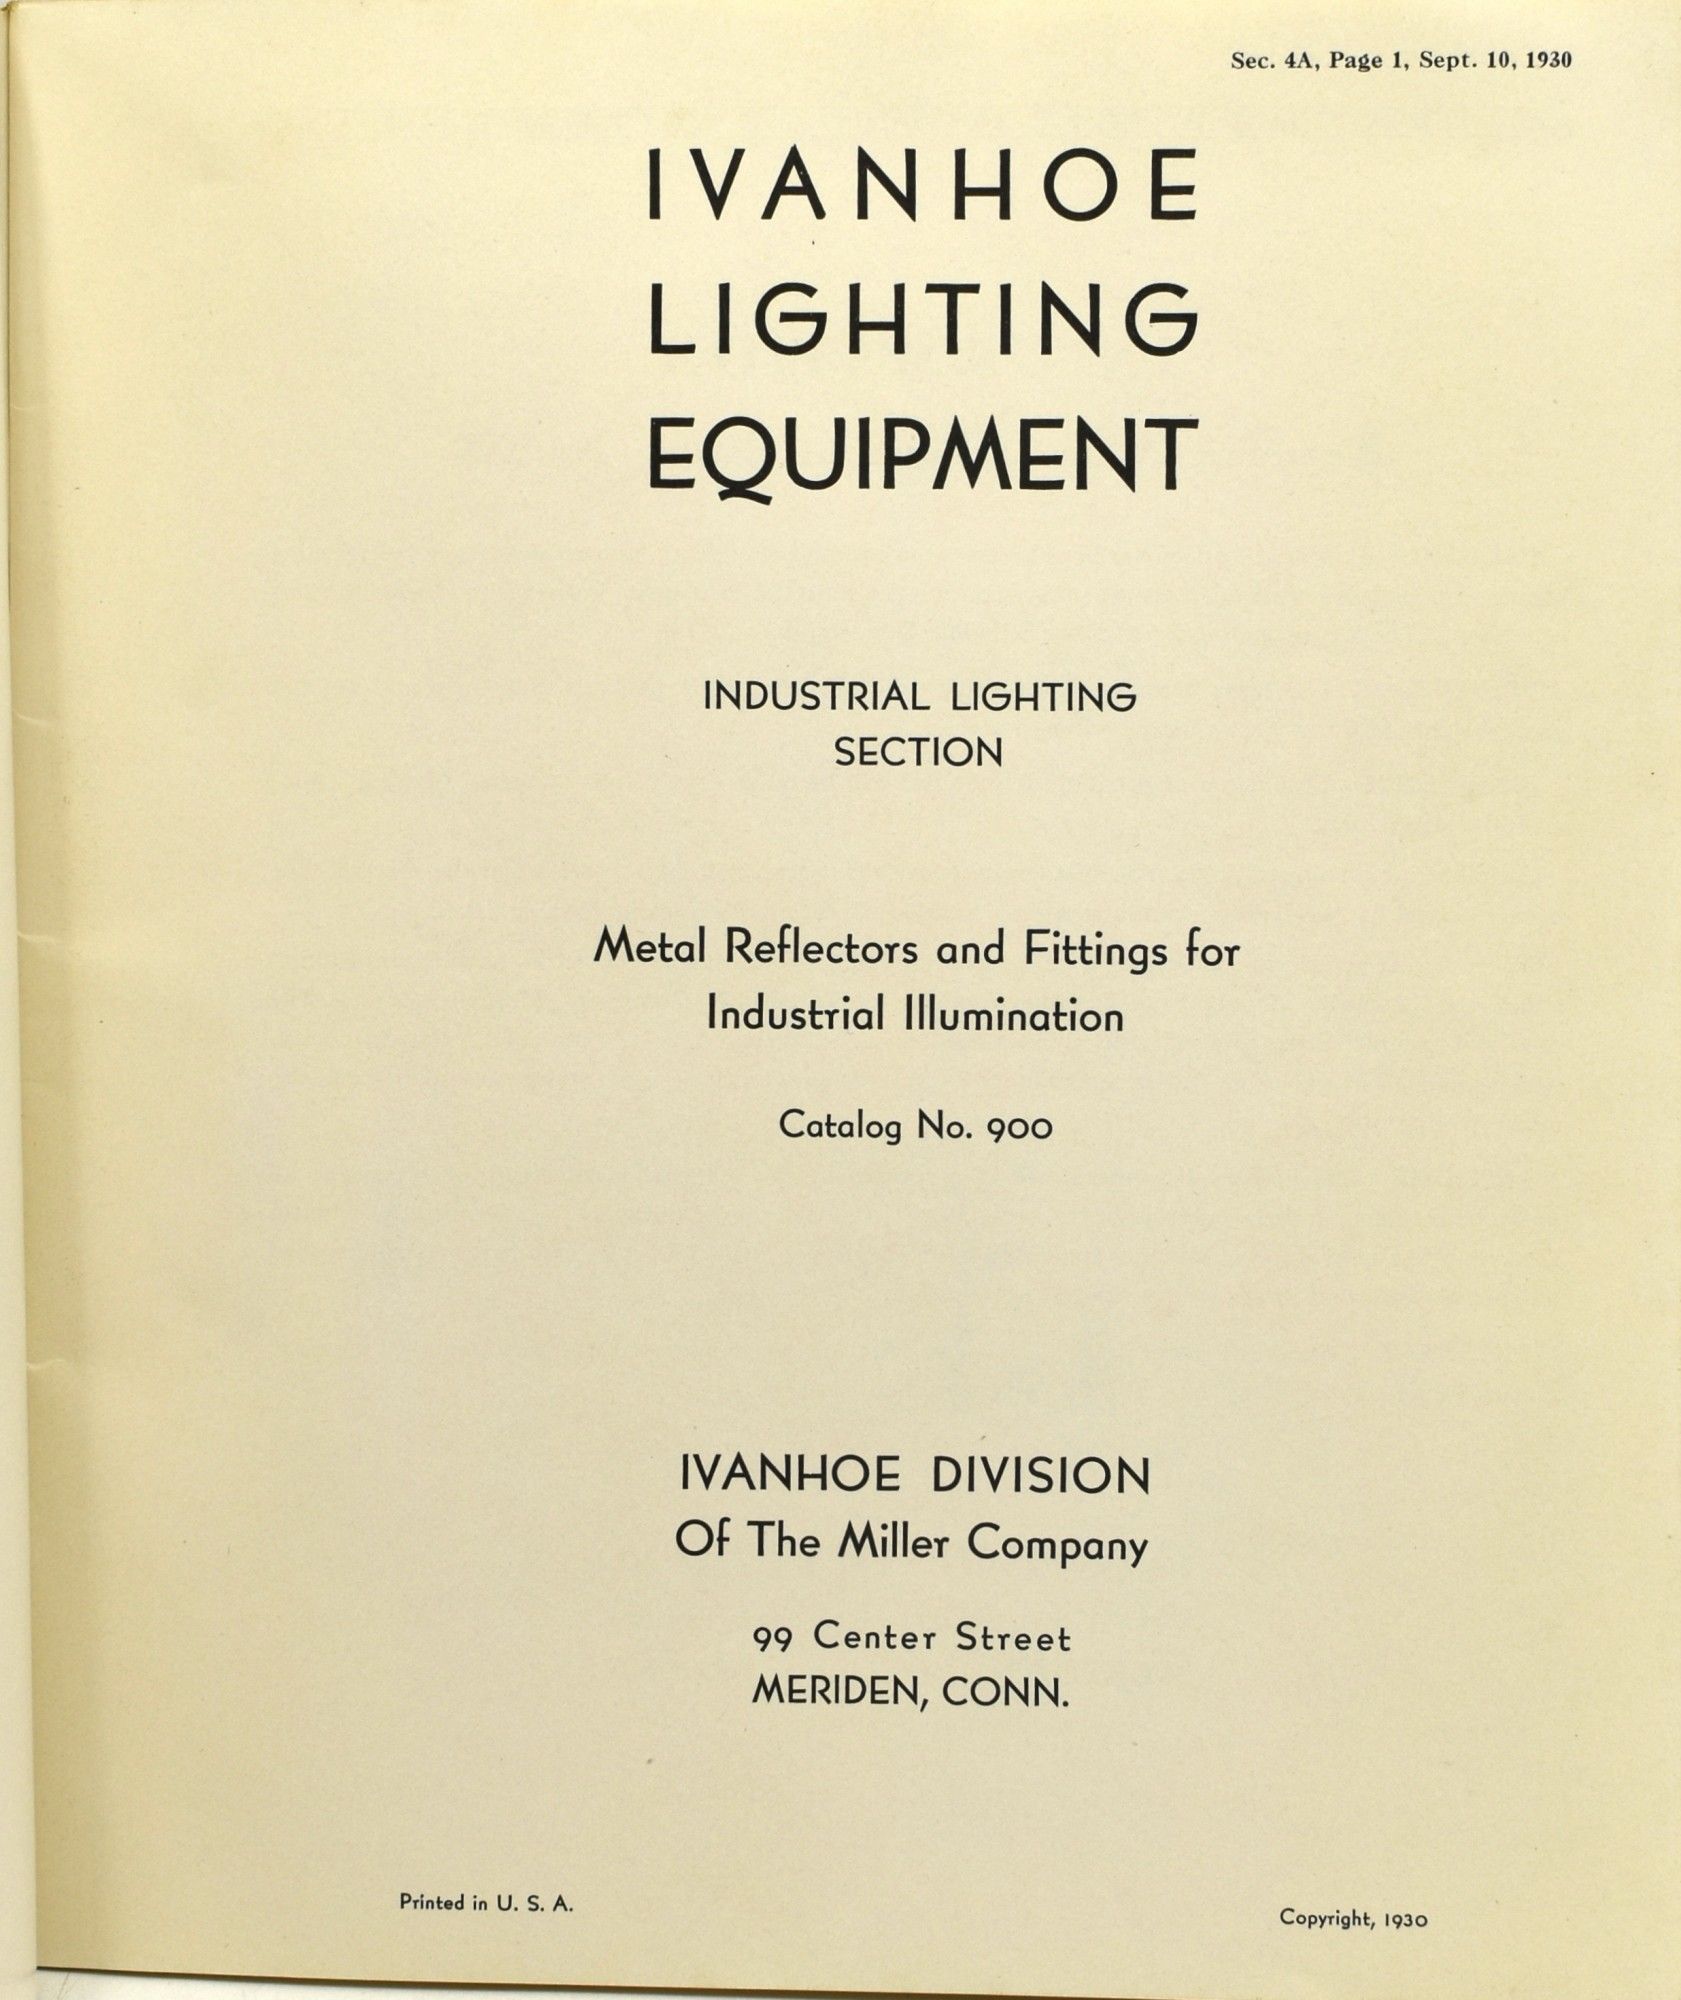 Sec. 4A, Page 1, Sept. 10, 1930
IVANHOE
LIGHTING
EQUIPMENT
INDUSTRIAL LIGHTING
SECTION
Metal Reflectors and Fittings for
Industrial Illumination
Catalog No. 900
IVANHOE DIVISION
Of The Miller Company
99 Center Street
MERIDEN, CONN.
Printed in U. S. A.
Copyright, 1930